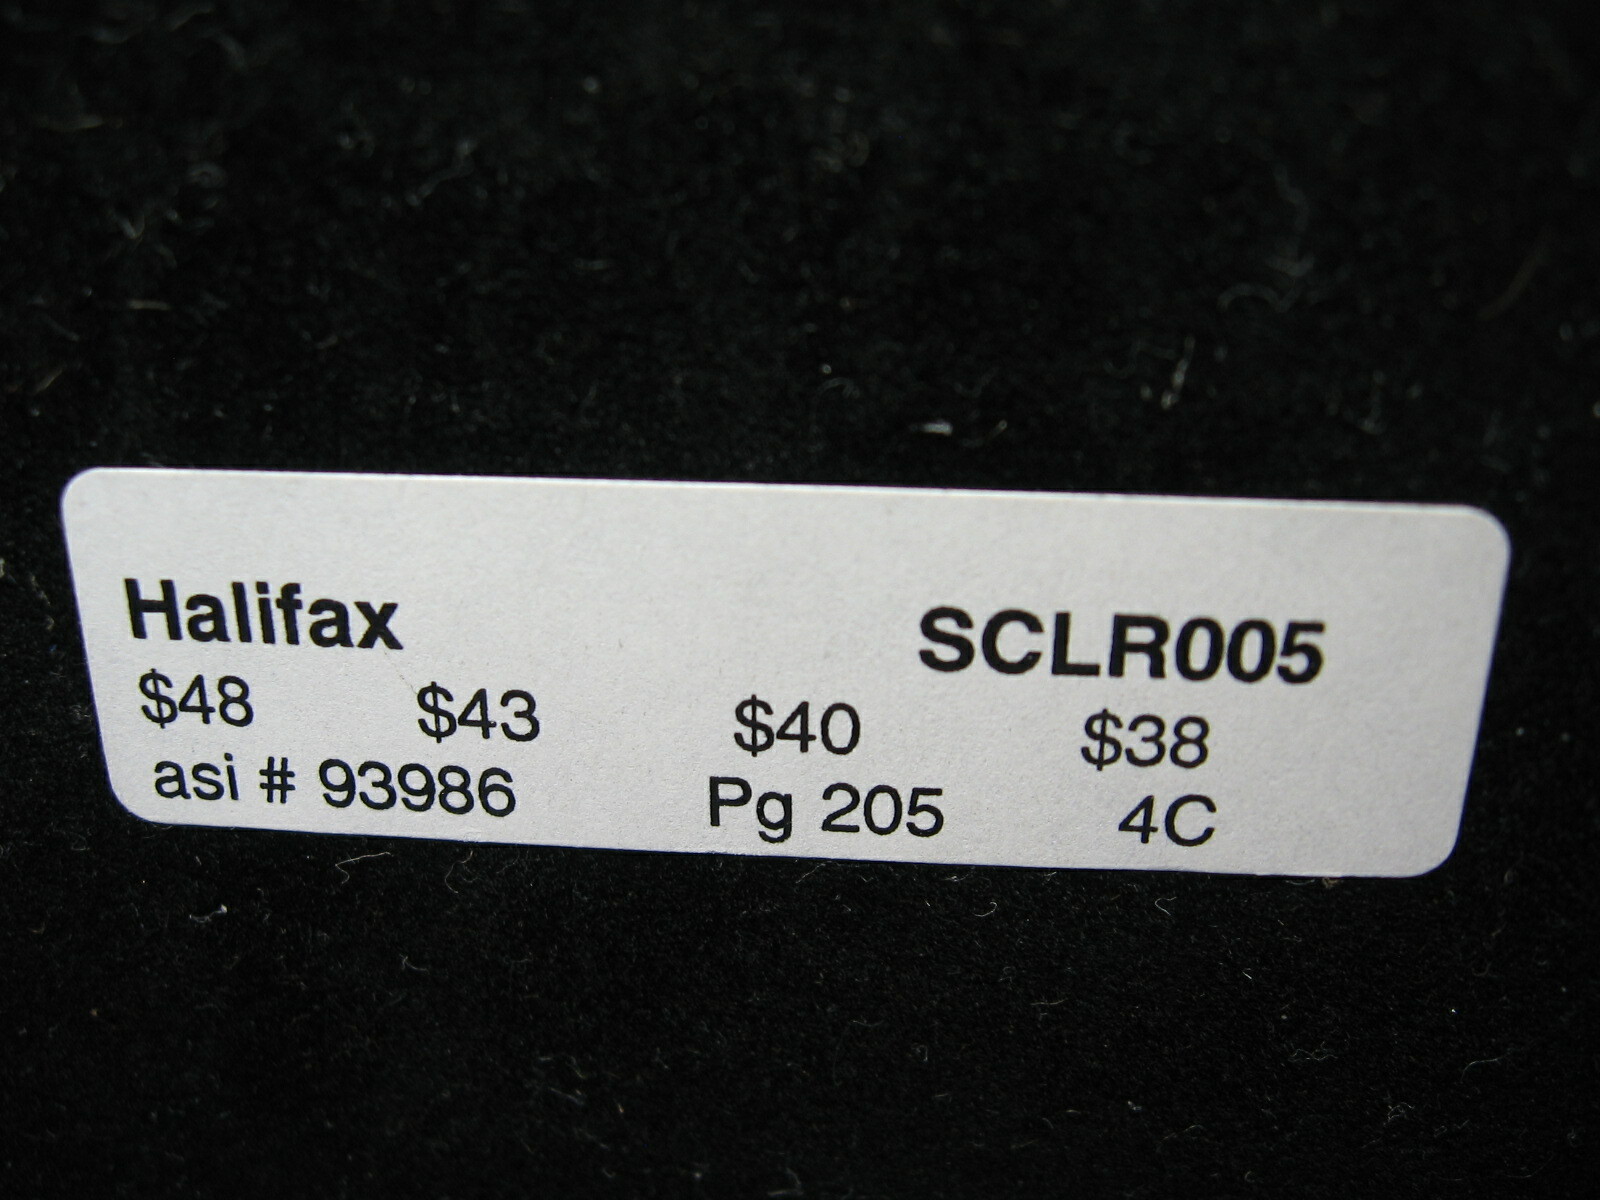 Halifax SCLR005
$48 $43 $40 $38
asi # 93986 Pg 205 4C